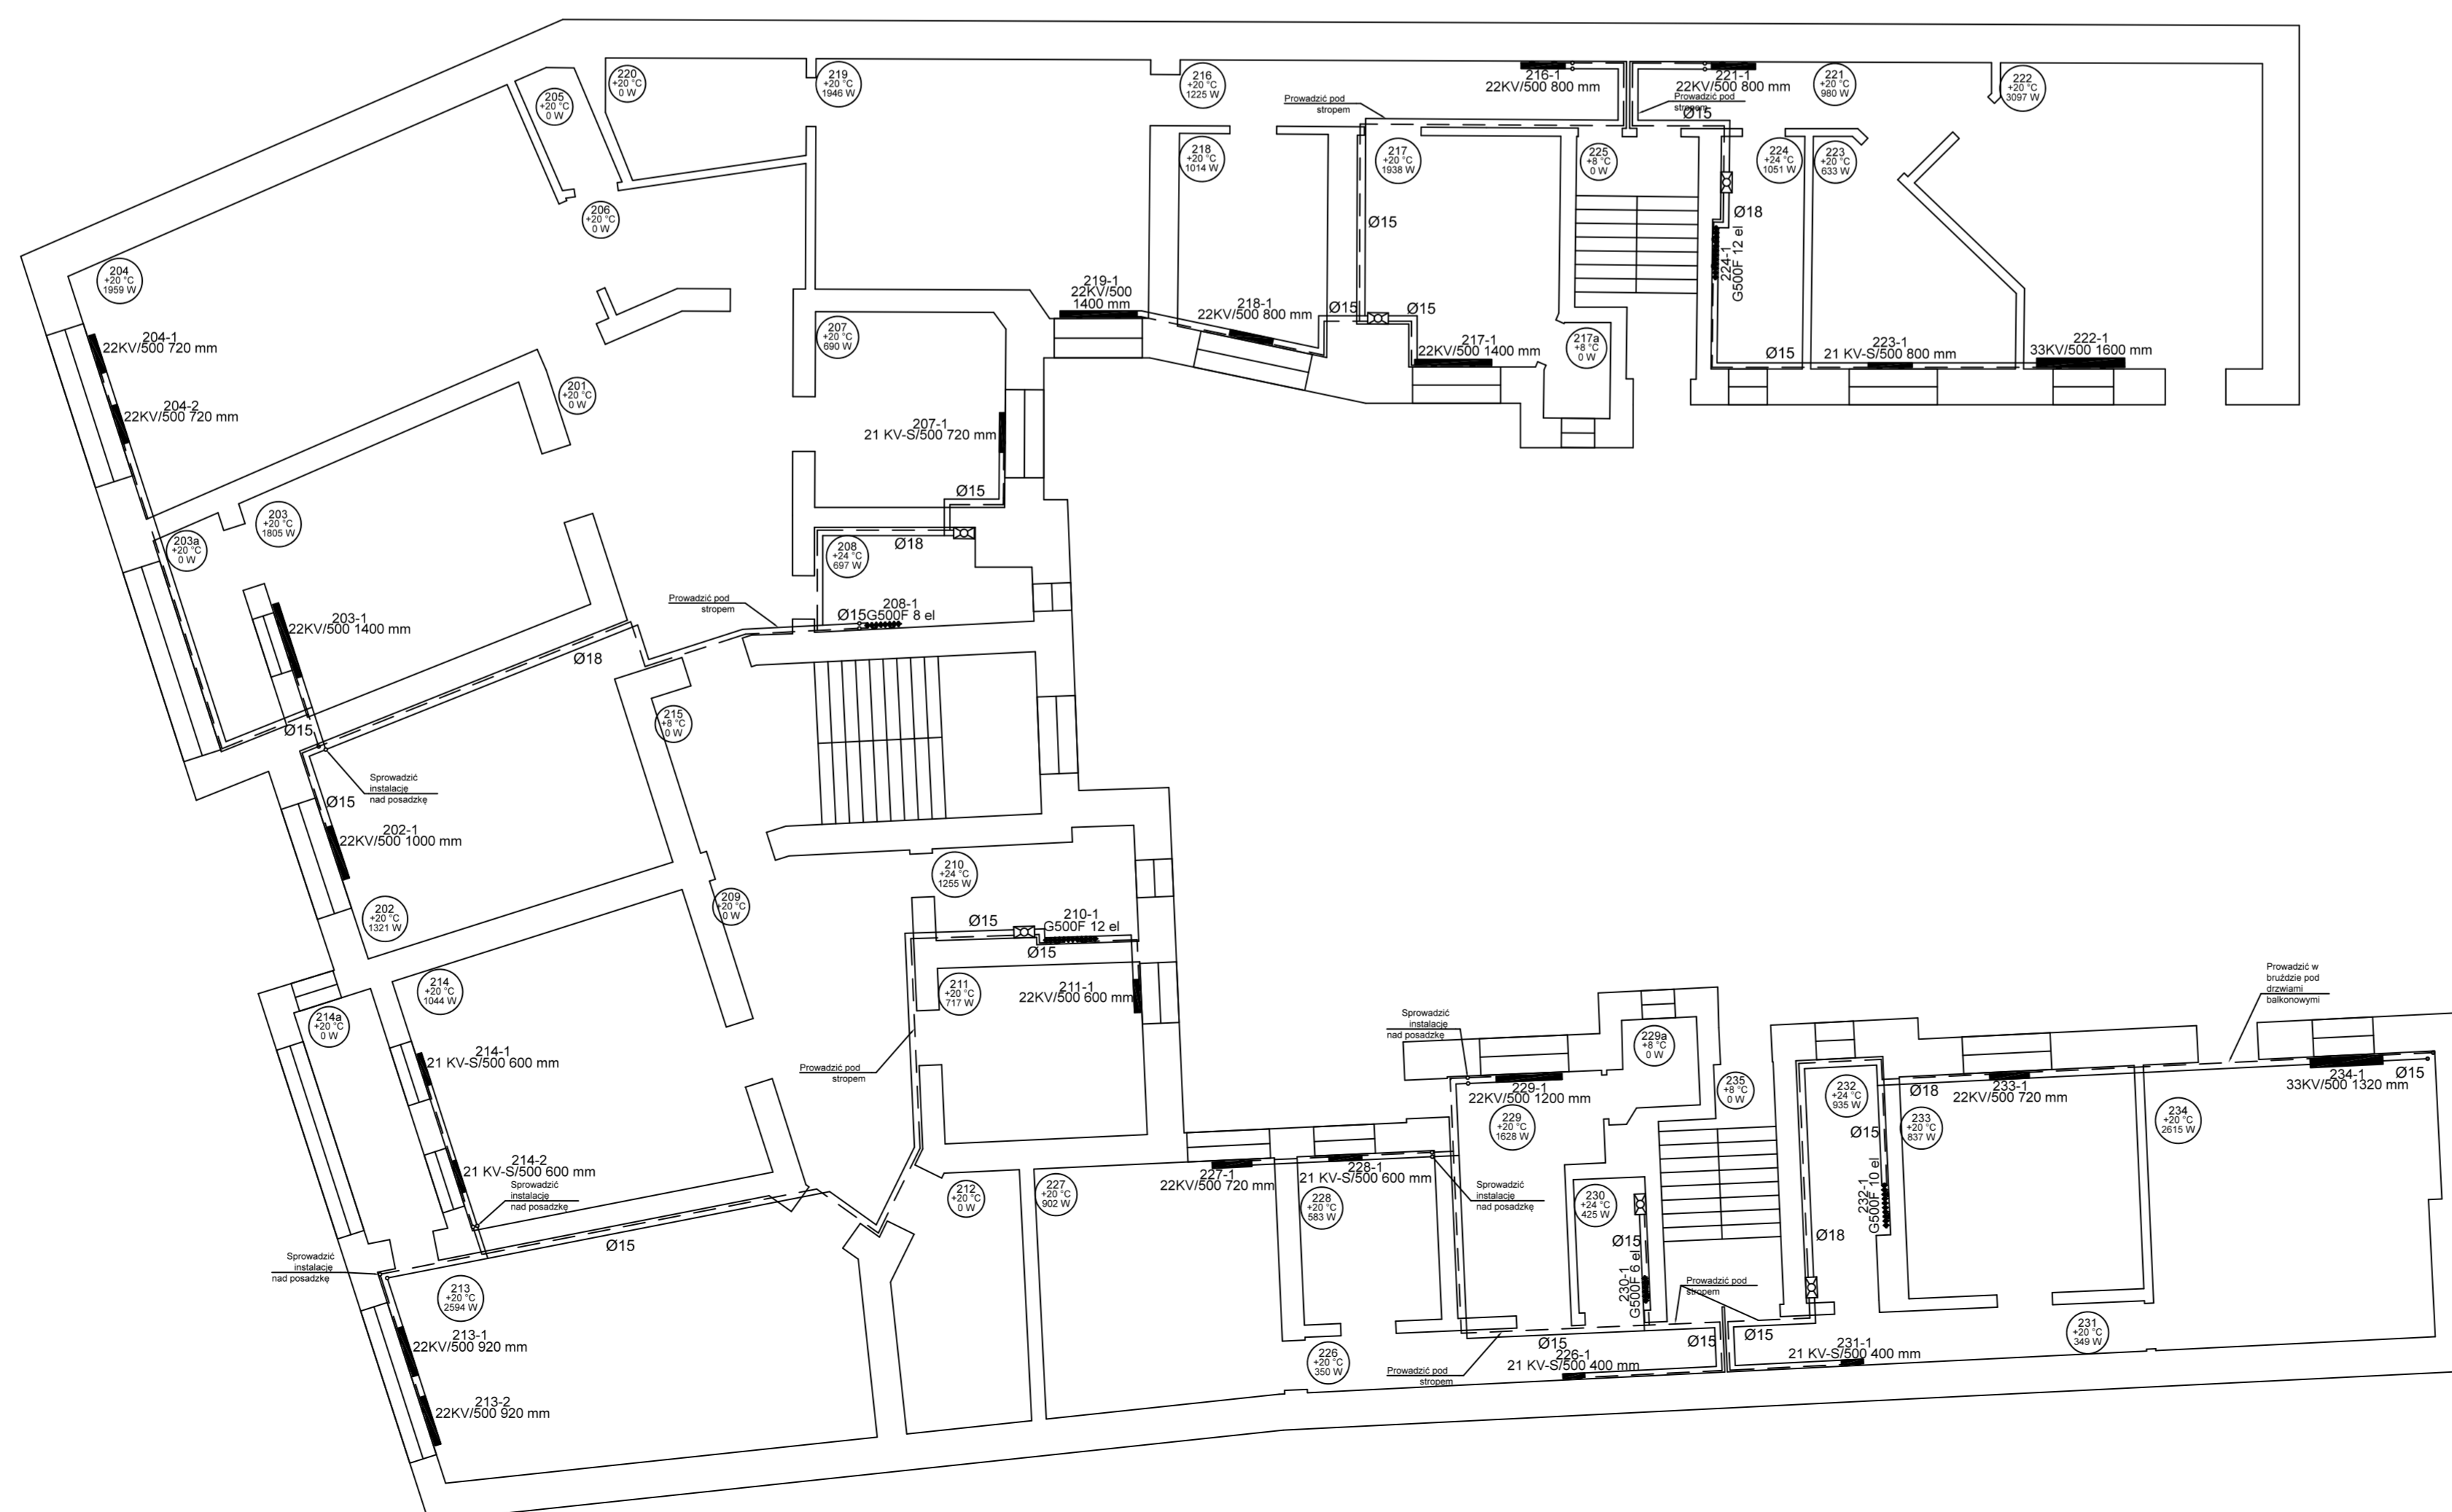 220
+20 °C
0 W
205
+20 °C
0 W
219
+20 °C
1946 W
216
+20 °C
1225 W
216-1
22KV/500 800 mm
221-1
22KV/500 800 mm
221
+20 °C
980 W
222
+20 °C
3097 W
Prowadzić pod
stropem
Prowadzić pod
stropem
Ø15
218
+20 °C
1014 W
217
+20 °C
1938 W
225
+8 °C
0 W
224
+24 °C
1051 W
223
+20 °C
633 W
206
+20 °C
0 W
Ø15
Ø18
224-1
G500F 12 el
204
+20 °C
1959 W
219-1
22KV/500
1400 mm
218-1
22KV/500 800 mm
Ø15
Ø15
207
+20 °C
690 W
217-1
22KV/500 1400 mm
217a
+8 °C
0 W
Ø15
223-1
21 KV-S/500 800 mm
222-1
33KV/500 1600 mm
204-1
22KV/500 720 mm
201
+20 °C
0 W
204-2
22KV/500 720 mm
207-1
21 KV-S/500 720 mm
Ø15
203
+20 °C
1805 W
203a
+20 °C
0 W
208
+24 °C
697 W
Ø18
Prowadzić pod
stropem
208-1
Ø15G500F 8 el
203-1
22KV/500 1400 mm
Ø18
215
+8 °C
0 W
Ø15
Sprowadzić
instalację
nad posadzkę
Ø15
202-1
22KV/500 1000 mm
202
+20 °C
1321 W
209
+20 °C
0 W
210
+24 °C
1255 W
Ø15
210-1
G500F 12 el
Ø15
214
+20 °C
1044 W
214a
+20 °C
0 W
211
+20 °C
717 W
211-1
22KV/500 600 mm
Prowadzić w
bruździe pod
drzwiami
balkonowymi
Sprowadzić
instalację
nad posadzkę
229a
+8 °C
0 W
214-1
21 KV-S/500 600 mm
Prowadzić pod
stropem
229-1
22KV/500 1200 mm
229
+20 °C
1628 W
235
+8 °C
0 W
232
+24 °C
935 W
Ø18
233-1
22KV/500 720 mm
233
+20 °C
837 W
234
+20 °C
2615 W
234-1
33KV/500 1320 mm
Ø15
Ø15
214-2
21 KV-S/500 600 mm
Sprowadzić
instalację
nad posadzkę
212
+20 °C
0 W
227
+20 °C
902 W
227-1
22KV/500 720 mm
228-1
21 KV-S/500 600 mm
228
+20 °C
583 W
Sprowadzić
instalację
nad posadzkę
230
+24 °C
425 W
232-1
G500F 10 el
Ø15
Ø18
Ø15
Sprowadzić
instalację
nad posadzkę
213
+20 °C
2594 W
230-1
G500F 6 el
Prowadzić pod
stropem
213-1
22KV/500 920 mm
226
+20 °C
350 W
Ø15
226-1
21 KV-S/500 400 mm
Ø15
Ø15
231-1
21 KV-S/500 400 mm
231
+20 °C
349 W
Prowadzić pod
stropem
213-2
22KV/500 920 mm